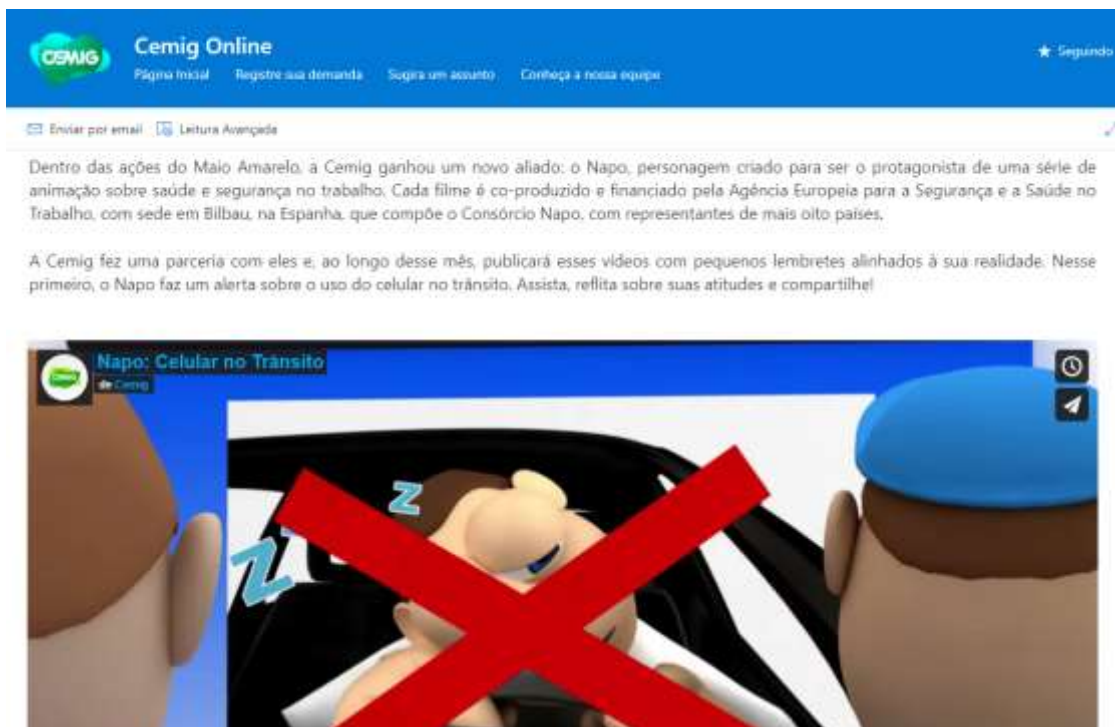 CEMIG
Cemig Online
Página Inicial Registre sua demanda Sugira um assunto Conheça a nossa equipe
Seguindo
Enviar por email Leitura Avançada
Dentro das ações do Maio Amarelo, a Cemig ganhou um novo aliado: o Napo, personagem criado para ser o protagonista de uma série de
animação sobre saúde e segurança no trabalho. Cada filme é co-produzido e financiado pela Agência Europeia para a Segurança e a Saúde no
Trabalho, com sede em Bilbau, na Espanha, que compõe o Consórcio Napo, com representantes de mais oito países.
A Cemig fez uma parceria com eles e, ao longo desse mês, publicará esses vídeos com pequenos lembretes alinhados à sua realidade. Nesse
primeiro, o Napo faz um alerta sobre o uso do celular no trânsito. Assista, reflita sobre suas atitudes e compartilhe!
Napo: Celular no Trânsito
de Cemig
Z
Z